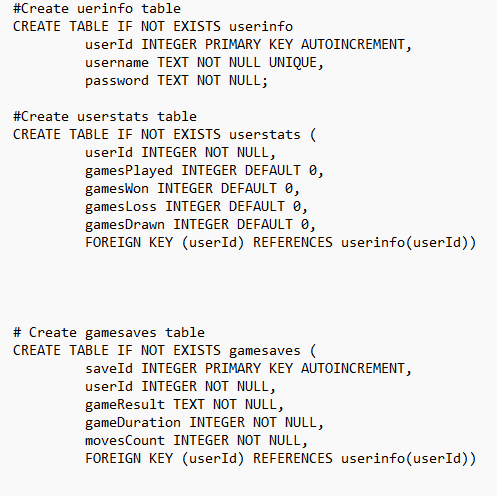 #Create uerinfo table
CREATE TABLE IF NOT EXISTS userinfo
userId INTEGER PRIMARY KEY AUTOINCREMENT,
username TEXT NOT NULL UNIQUE,
password TEXT NOT NULL;
#Create userstats table
CREATE TABLE IF NOT EXISTS userstats (
userId INTEGER NOT NULL,
gamesPlayed INTEGER DEFAULT 0,
gamesWon INTEGER DEFAULT 0,
gamesLoss INTEGER DEFAULT 0,
gamesDrawn INTEGER DEFAULT 0,
FOREIGN KEY (userId) REFERENCES userinfo(userId))
# Create gamesaves table
CREATE TABLE IF NOT EXISTS gamesaves (
saveId INTEGER PRIMARY KEY AUTOINCREMENT,
userId INTEGER NOT NULL,
gameResult TEXT NOT NULL,
gameDuration INTEGER NOT NULL,
movesCount INTEGER NOT NULL,
FOREIGN KEY (userId) REFERENCES userinfo(userId))